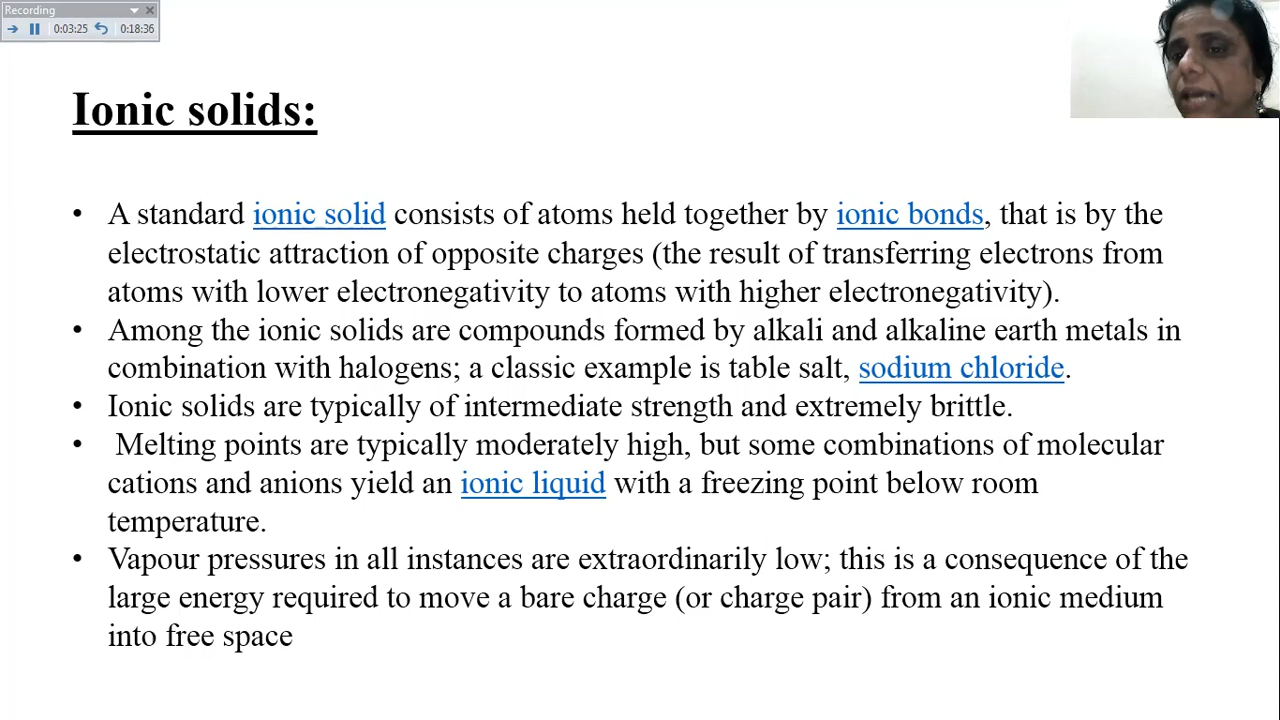 Recording
0:03:25 0:18:36
Ionic solids:
• A standard ionic solid consists of atoms held together by ionic bonds, that is by the
electrostatic attraction of opposite charges (the result of transferring electrons from
atoms with lower electronegativity to atoms with higher electronegativity).
• Among the ionic solids are compounds formed by alkali and alkaline earth metals in
combination with halogens; a classic example is table salt, sodium chloride.
• Ionic solids are typically of intermediate strength and extremely brittle.
• Melting points are typically moderately high, but some combinations of molecular
cations and anions yield an ionic liquid with a freezing point below room
temperature.
• Vapour pressures in all instances are extraordinarily low; this is a consequence of the
large energy required to move a bare charge (or charge pair) from an ionic medium
into free space